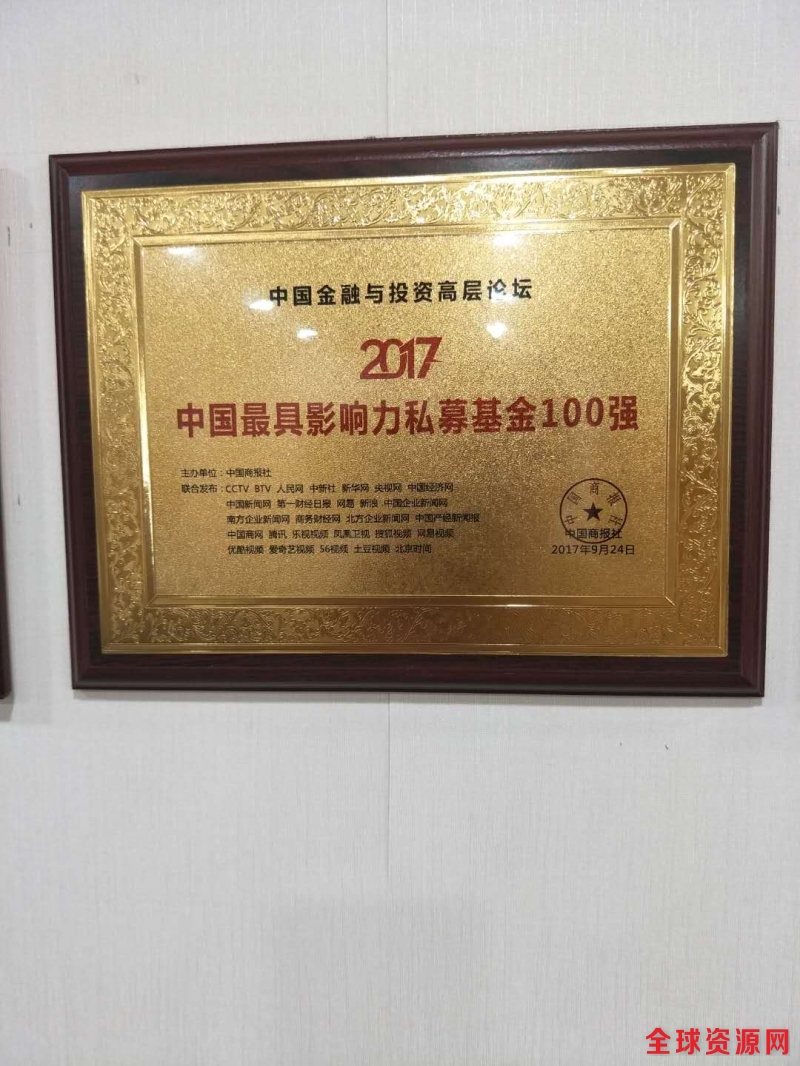 中国金融与投资高层论坛
2017
中国最具影响力私募基金100强
主办单位：中国商报社
联合发布：CCTV BTV 人民网 中新社 新华网 央视网 中国经济网
中国新闻网 第一财经日报 网易 新浪 中国企业新闻网
南方企业新闻网 商务财经网 北方企业新闻网 中国产经新闻报
中国商网 腾讯 乐视视频 凤凰卫视 搜狐视频 网易视频
优酷视频 爱奇艺视频 56视频 土豆视频 北京时间
中国商报社
中国商报社
2017年9月24日
全球资源网